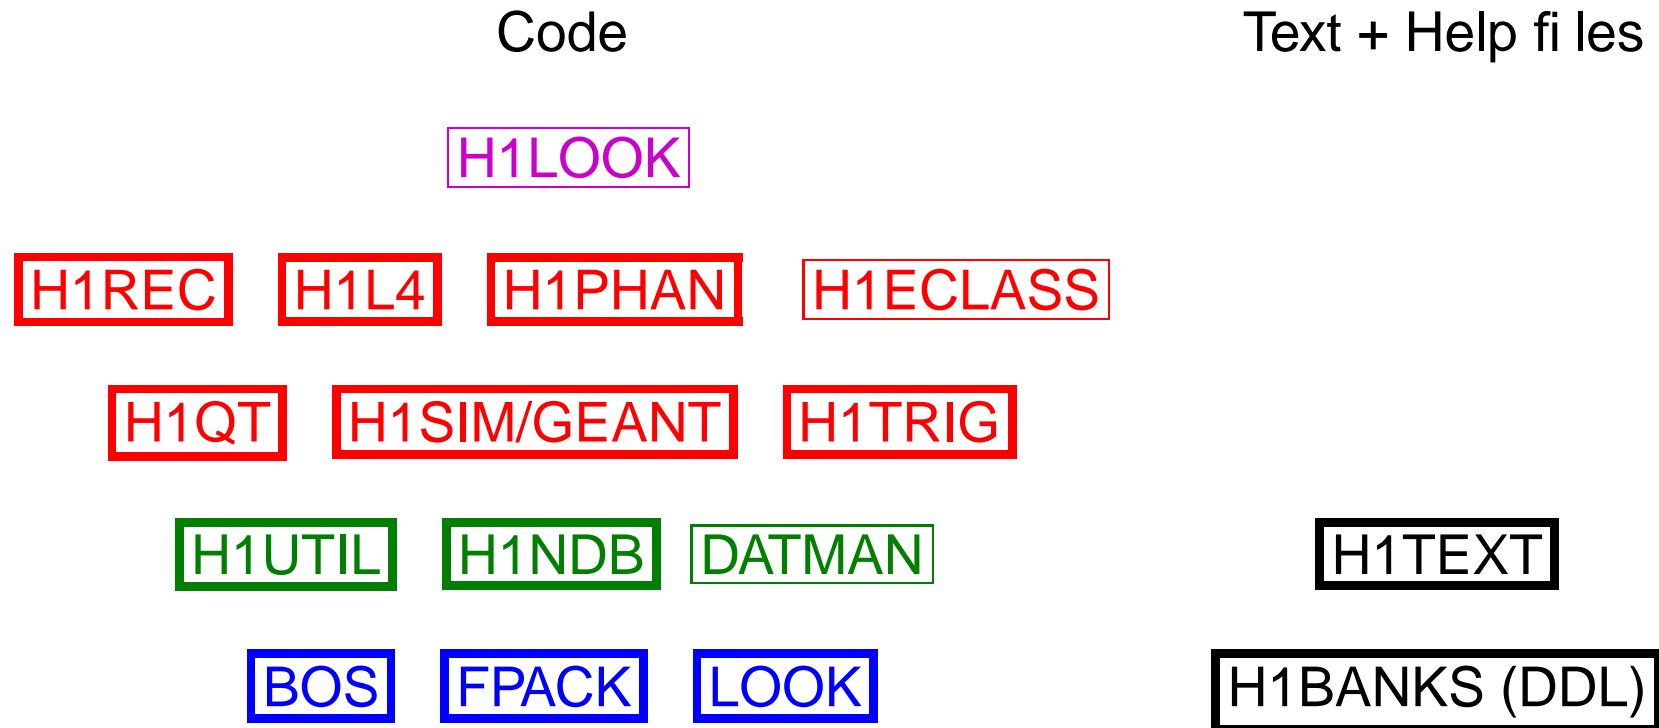 Code Text + Help fi les
H1LOOK
H1REC H1L4 H1PHAN H1ECLASS
H1QT H1SIM/GEANT H1TRIG
H1UTIL H1NDB DATMAN H1TEXT
BOS FPACK LOOK H1BANKS (DDL)